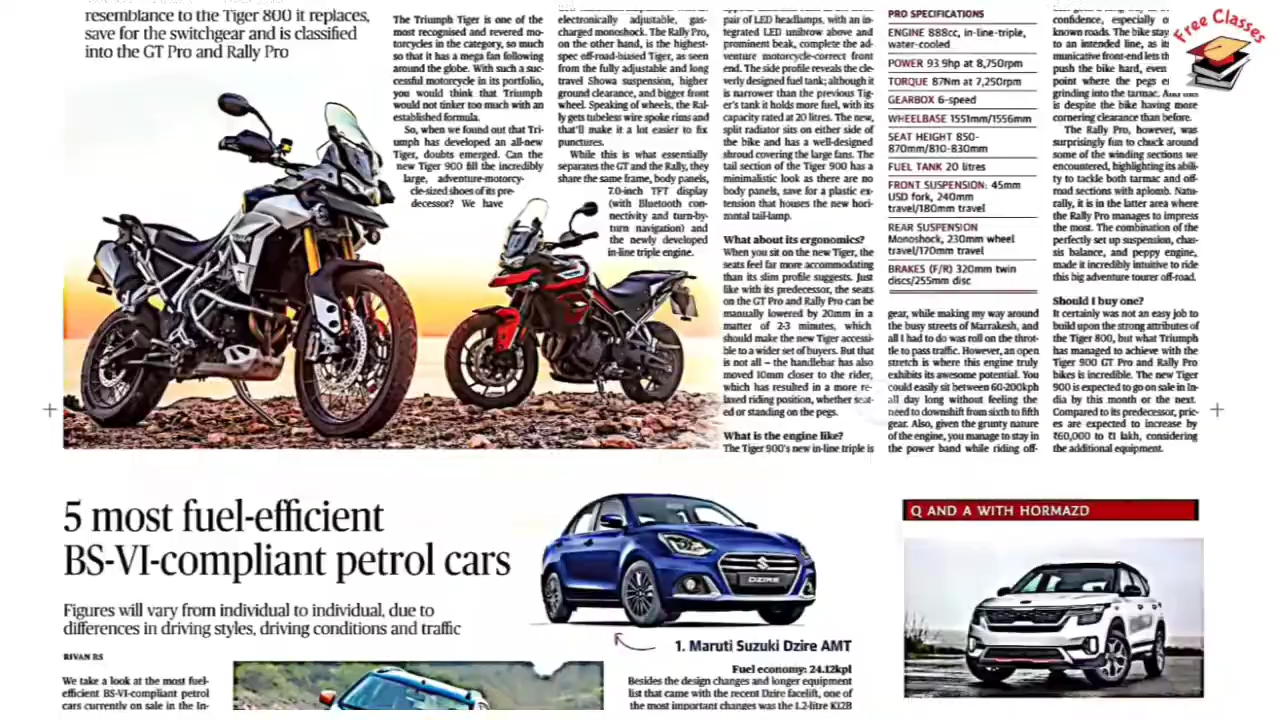 resemblance to the Tiger 800 it replaces,
save for the switchgear and is classified
into the GT Pro and Rally Pro
The Triumph Tiger is one of the
most recognised and revered mo-
torcycles in the category, so much
so that it has a mega fan following
around the globe. With such a suc-
cessful motorcycle in its portfolio,
you would think that Triumph
would not tinker too much with an
established formula.
So, when we found out that Tri-
umph has developed an all-new
Tiger, doubts emerged. Can the
new Tiger 900 fill the incredibly
large, adventure-motorcy-
cle-sized shoes of its pre-
decessor? We have
electronically adjustable, gas-
charged monoshock. The Rally Pro,
on the other hand, is the highest-
spec off-road-biased Tiger, as seen
from the fully adjustable and long
travel Showa suspension, higher
ground clearance, and bigger front
wheel. Speaking of wheels, the Ral-
ly gets tubeless wire spoke rims and
that'll make it a lot easier to fix
punctures.
While this is what essentially
separates the GT and the Rally, they
share the same frame, body panels,
7.0-inch TFT display
(with Bluetooth con-
nectivity and turn-by-
turn navigation) and
the newly developed
in-line triple engine.
pair of LED headlamps, with an in-
tegrated LED unibrow above and
prominent beak, complete the ad-
venture motorcycle-correct front
end. The side profile reveals the cle-
verly designed fuel tank; although it
is narrower than the previous Tig-
er's tank it holds more fuel, with its
capacity rated at 20 litres. The new,
split radiator sits on either side of
the bike and has a well-designed
shroud covering the large fans. The
tail section of the Tiger 900 has a
minimalistic look as there are no
body panels, save for a plastic ex-
tension that houses the new hori-
zontal tail-lamp.
What about its ergonomics?
When you sit on the new Tiger, the
seats feel far more accommodating
than its slim profile suggests. Just
like with its predecessor, the seats
on the GT Pro and Rally Pro can be
manually lowered by 20mm in a
matter of 2-3 minutes, which
should make the new Tiger accessi-
ble to a wider set of buyers. But that
is not all – the handlebar has also
moved 10mm closer to the rider,
which has resulted in a more re-
laxed riding position, whether seat-
ed or standing on the pegs.
What is the engine like?
The Tiger 900's new in-line triple is
PRO SPECIFICATIONS
ENGINE 888cc, in-line-triple,
water-cooled
POWER 93.9hp at 8,750rpm
TORQUE 87Nm at 7,250rpm
GEARBOX 6-speed
WHEELBASE 1551mm/1556mm
SEAT HEIGHT 850-
870mm/810-830mm
FUEL TANK 20 litres
FRONT SUSPENSION: 45mm
USD fork, 240mm
travel/180mm travel
REAR SUSPENSION
Monoshock, 230mm wheel
travel/170mm travel
BRAKES (F/R) 320mm twin
discs/255mm disc
gear, while making my way around
the busy streets of Marrakesh, and
all I had to do was roll on the throt-
tle to pass traffic. However, an open
stretch is where this engine truly
exhibits its awesome potential. You
could easily sit between 60-200kph
all day long without feeling the
need to downshift from sixth to fifth
gear. Also, given the grunty nature
of the engine, you manage to stay in
the power band while riding off-
confidence, especially
known roads. The bike stay
to an intended line, as its
municative front-end lets th
push the bike hard, even
point where the pegs
grinding into the tarmac. And this
is despite the bike having more
cornering clearance than before.
The Rally Pro, however, was
surprisingly fun to chuck around
some of the winding sections we
encountered, highlighting its abili-
ty to tackle both tarmac and off-
road sections with aplomb. Natu-
rally, it is in the latter area where
the Rally Pro manages to impress
the most. The combination of the
perfectly set up suspension, chas-
sis balance, and peppy engine,
made it incredibly intuitive to ride
this big adventure tourer off-road.
Should I buy one?
It certainly was not an easy job to
build upon the strong attributes of
the Tiger 800, but what Triumph
has managed to achieve with the
Tiger 900 GT Pro and Rally Pro
bikes is incredible. The new Tiger
900 is expected to go on sale in In-
dia by this month or the next.
Compared to its predecessor, pric-
es are expected to increase by
₹60,000 to ₹1 lakh, considering
the additional equipment.
Free Classes
5 most fuel-efficient
BS-VI-compliant petrol cars
Figures will vary from individual to individual, due to
differences in driving styles, driving conditions and traffic
RIVAN RS
We take a look at the most fuel-
efficient BS-VI-compliant petrol
cars currently on sale in the In-
DZIRE
1. Maruti Suzuki Dzire AMT
Fuel economy: 24.12kpl
Besides the design changes and longer equipment
list that came with the recent Dzire facelift, one of
the most important changes was the 1.2-litre K12B
Q AND A WITH HORMAZD